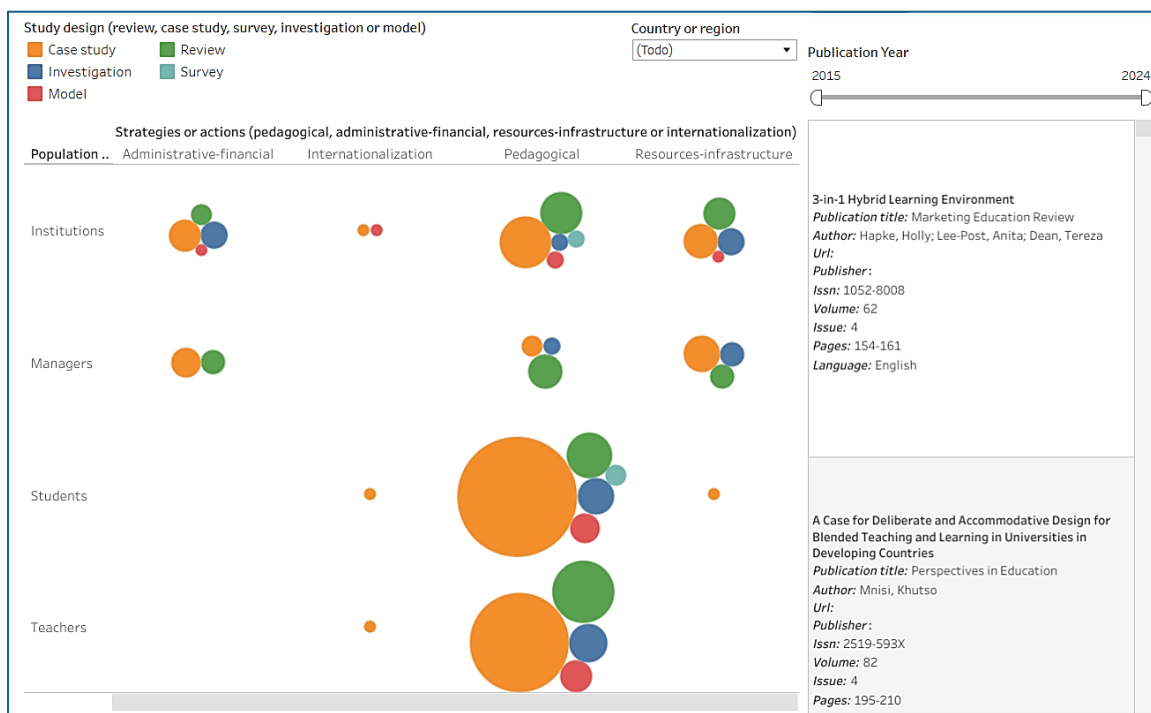 Study design (review, case study, survey, investigation or model)
Case study
Review
Investigation
Survey
Model
Country or region
(Todo)
Publication Year
2015
2024
Strategies or actions (pedagogical, administrative-financial, resources-infrastructure or internationalization)
Population ..
Administrative-financial
Internationalization
Pedagogical
Resources-infrastructure
Institutions
Managers
Students
Teachers
3-in-1 Hybrid Learning Environment
Publication title: Marketing Education Review
Author: Hapke, Holly; Lee-Post, Anita; Dean, Tereza
Url:
Publisher :
Issn: 1052-8008
Volume: 62
Issue: 4
Pages: 154-161
Language: English
A Case for Deliberate and Accommodative Design for
Blended Teaching and Learning in Universities in
Developing Countries
Publication title: Perspectives in Education
Author: Mnisi, Khutso
Url:
Publisher :
Issn: 2519-593X
Volume: 82
Issue: 4
Pages: 195-210